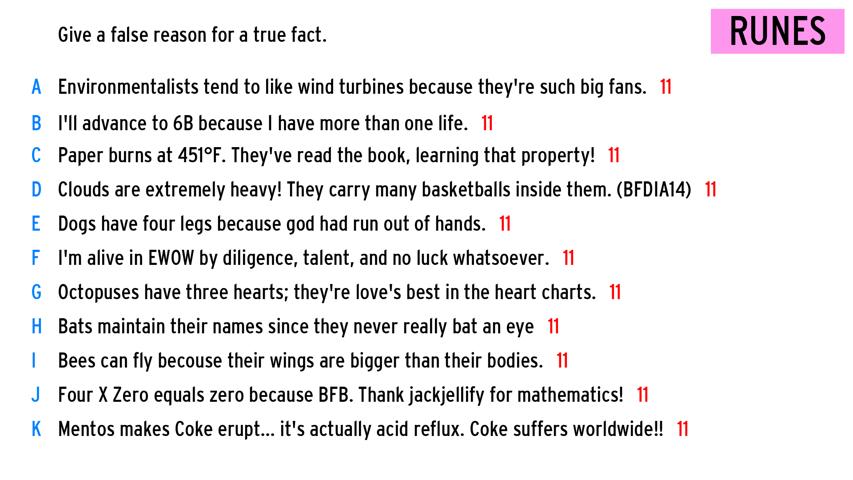 Give a false reason for a true fact.
RUNES
A Environmentalists tend to like wind turbines because they're such big fans. 11
B I'll advance to 6B because I have more than one life. 11
C Paper burns at 451°F. They've read the book, learning that property! 11
D Clouds are extremely heavy! They carry many basketballs inside them. (BFDIA14) 11
E Dogs have four legs because god had run out of hands. 11
F I'm alive in EWOW by diligence, talent, and no luck whatsoever. 11
G Octopuses have three hearts; they're love's best in the heart charts. 11
H Bats maintain their names since they never really bat an eye 11
I Bees can fly becouse their wings are bigger than their bodies. 11
J Four X Zero equals zero because BFB. Thank jackjellify for mathematics! 11
K Mentos makes Coke erupt... it's actually acid reflux. Coke suffers worldwide!! 11